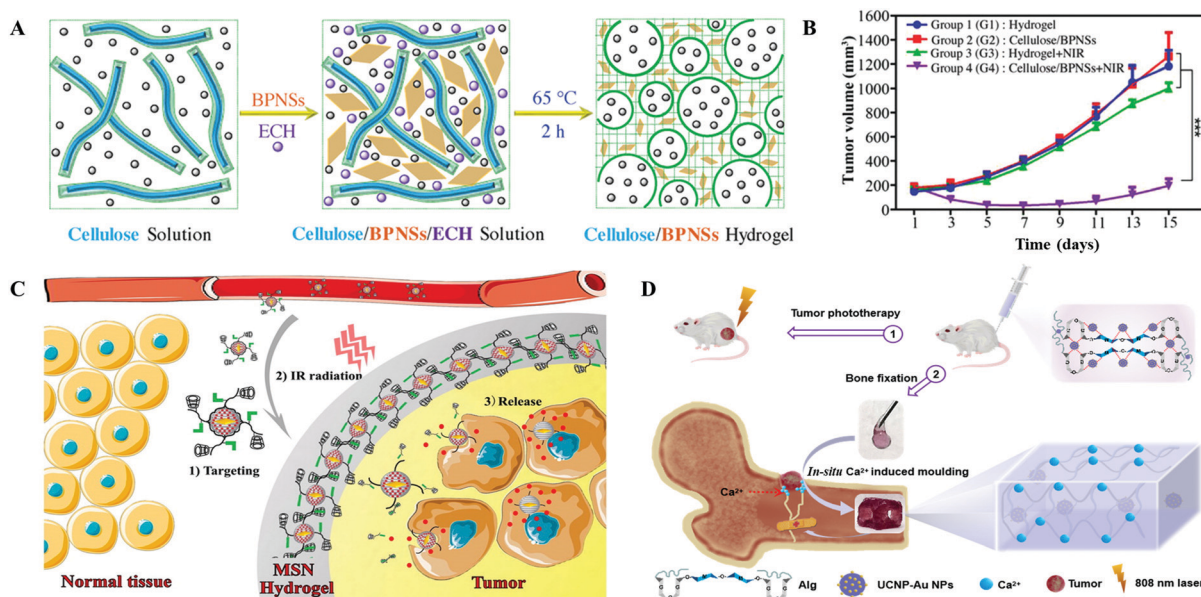 A
BPNSs
ECH
65 °C
2 h
Cellulose Solution
Cellulose/BPNSs/ECH Solution
Cellulose/BPNSs Hydrogel
B
Tumor volume (mm³)
1600
1400
1200
1000
800
600
400
200
0
Group 1 (G1) : Hydrogel
Group 2 (G2) : Cellulose/BPNSs
Group 3 (G3) : Hydrogel+NIR
Group 4 (G4) : Cellulose/BPNSs+NIR
***
1 3 5 7 9 11 13 15
Time (days)
C
2) IR radiation
1) Targeting
3) Release
Normal tissue
MSN
Hydrogel
Tumor
D
Tumor phototherapy
1
Bone fixation
2
In-situ Ca²⁺ induced moulding
Ca²⁺
Alg
UCNP-Au NPs
Ca²⁺
Tumor
808 nm laser